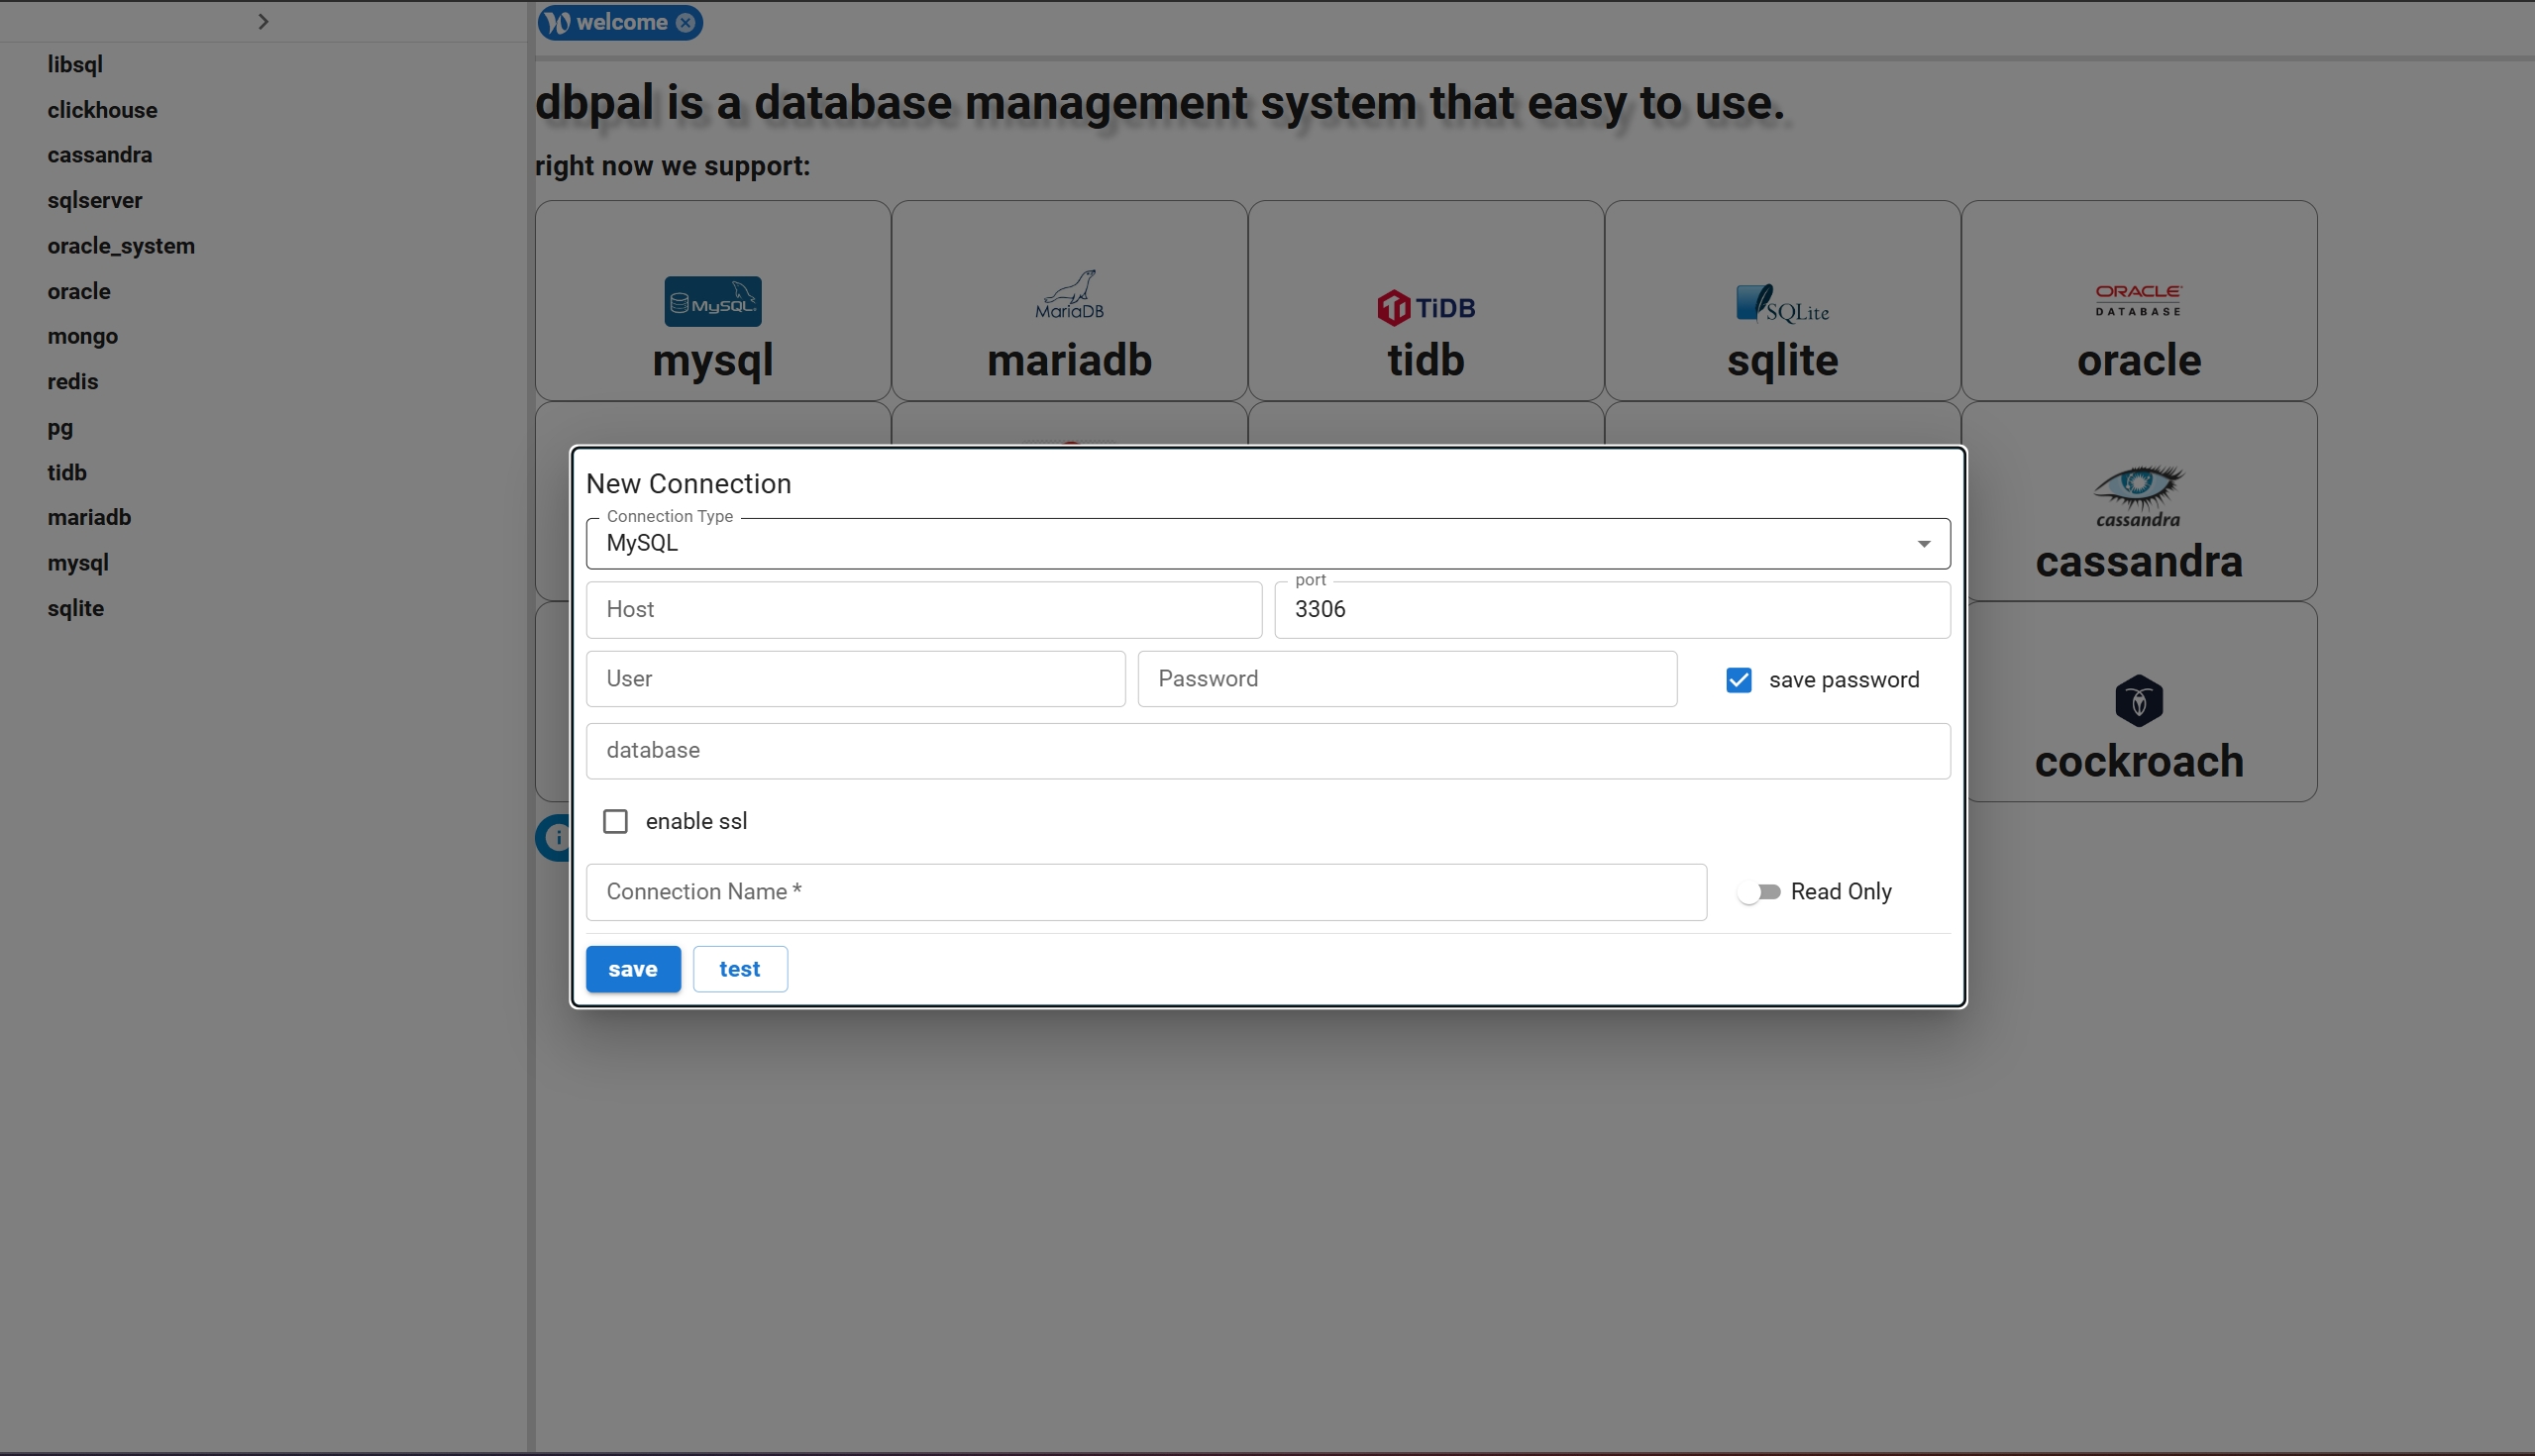 welcome
libsql
clickhouse
cassandra
sqlserver
oracle_system
oracle
mongo
redis
pg
tidb
mariadb
mysql
sqlite
dbpal is a database management system that easy to use.
right now we support:
MySQL
MariaDB
TiDB
SQLite
ORACLE
DATABASE
mysql
mariadb
tidb
sqlite
oracle
cassandra
cassandra
cockroach
New Connection
Connection Type
MySQL
Host
port
3306
User
Password
save password
database
enable ssl
Connection Name *
Read Only
save
test